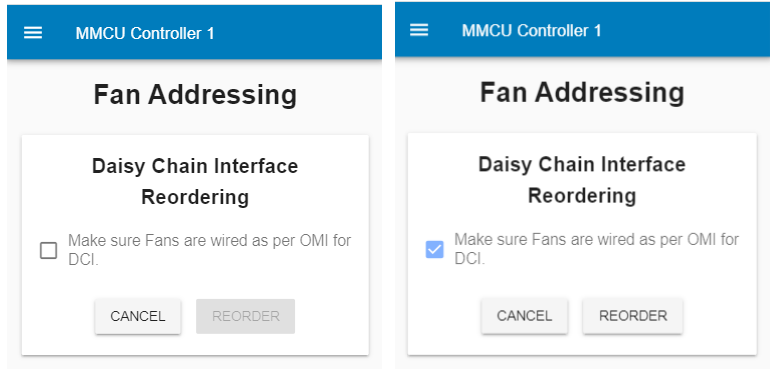 MMCU Controller 1
Fan Addressing
Daisy Chain Interface
Reordering
Make sure Fans are wired as per OMI for
DCI.
CANCEL REORDER
MMCU Controller 1
Fan Addressing
Daisy Chain Interface
Reordering
Make sure Fans are wired as per OMI for
DCI.
CANCEL REORDER